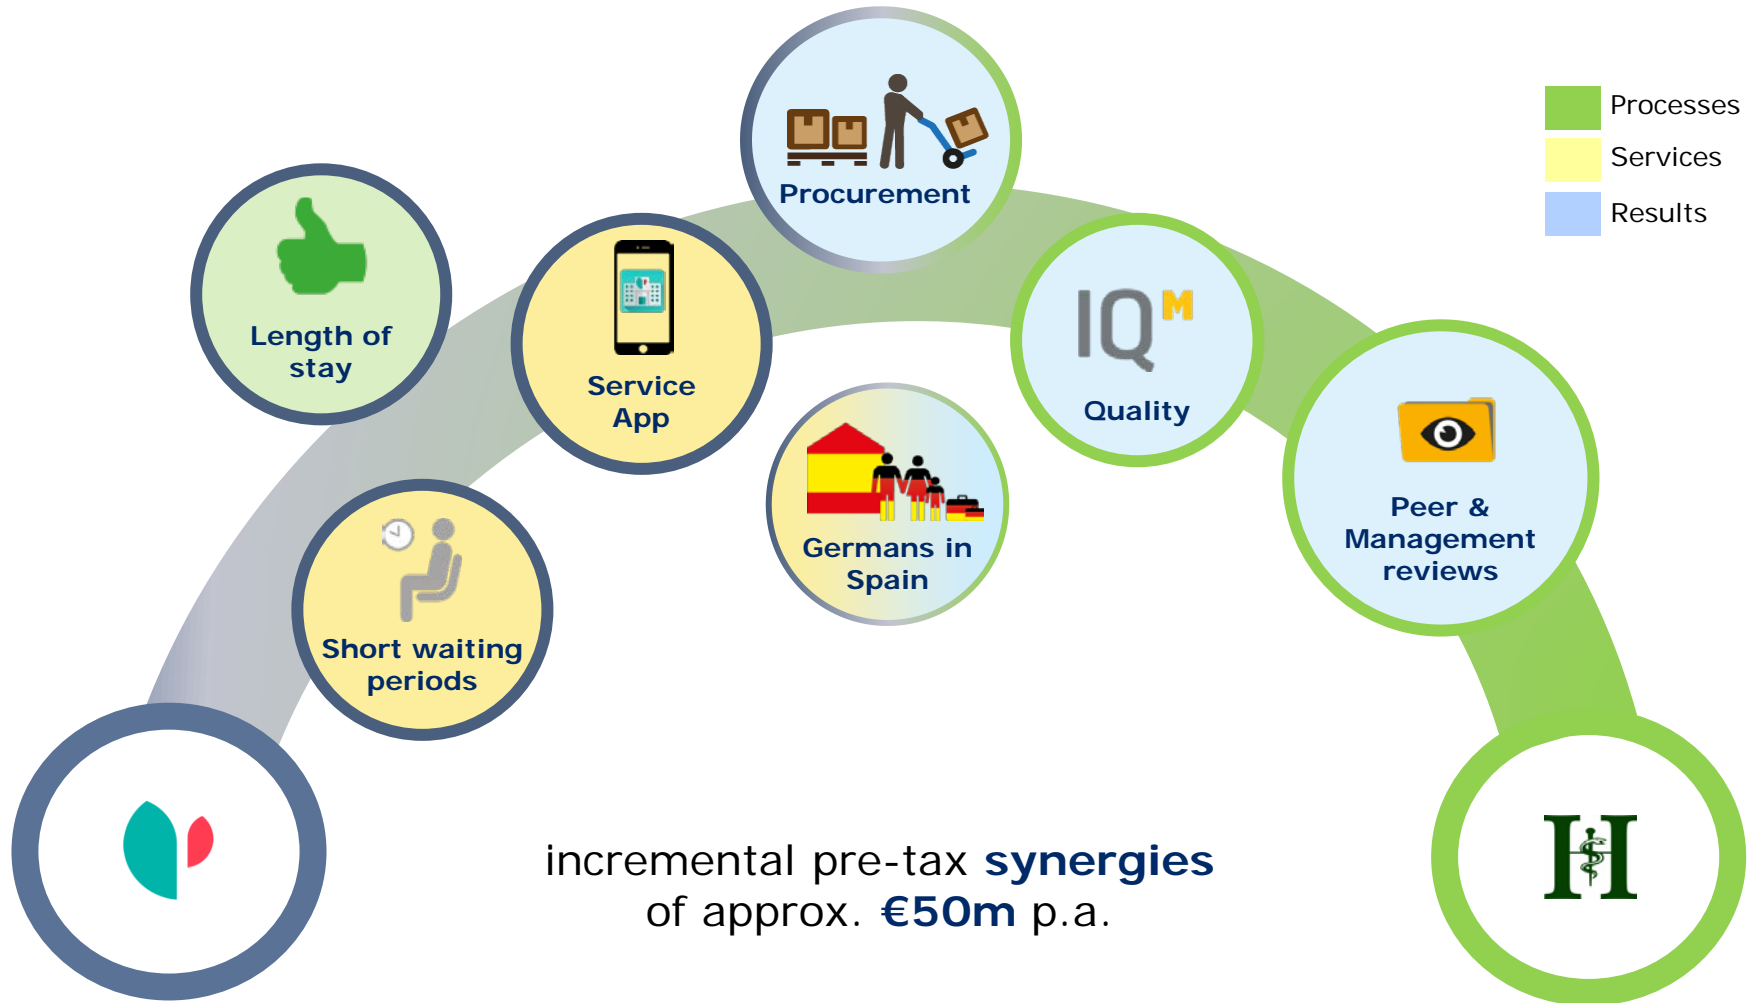 Procurement
Processes
Services
Results
Length of
stay
Service
App
IQM
Quality
Germans in
Spain
Peer &
Management
reviews
Short waiting
periods
H
incremental pre-tax synergies
of approx. €50m p.a.